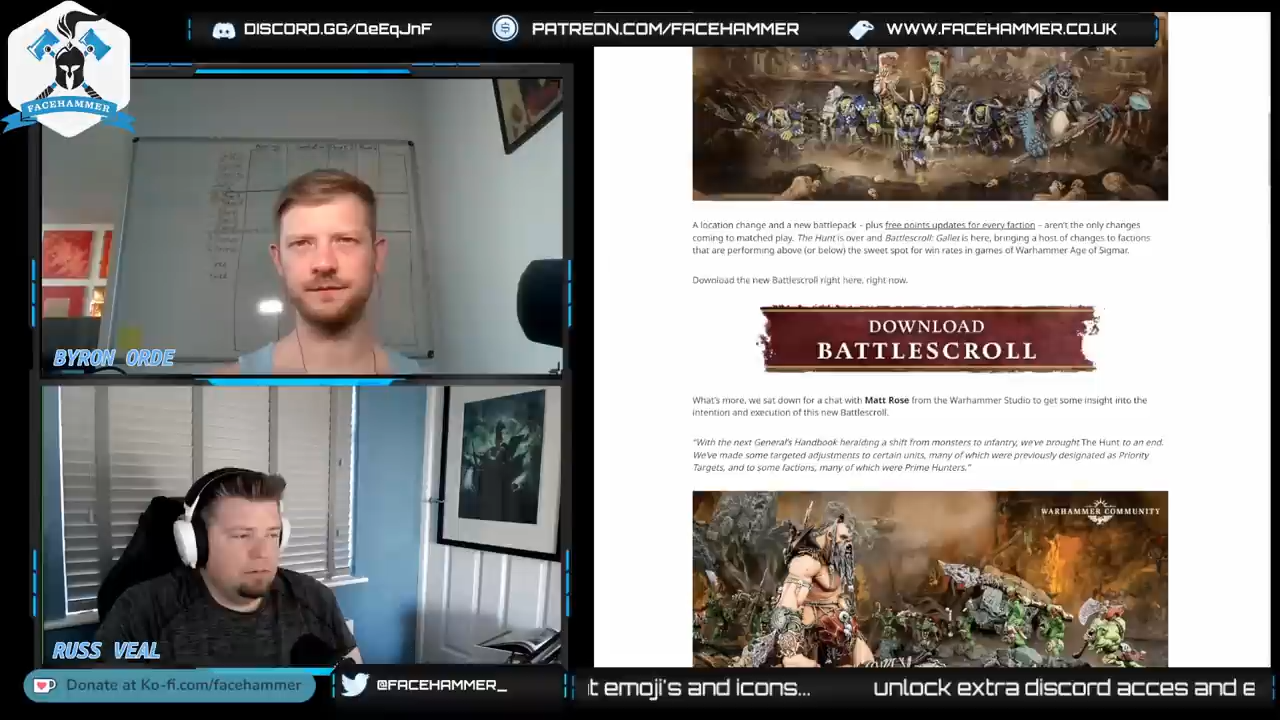 DISCORD.GG/QeEqJnF
PATREON.COM/FACEHAMMER
WWW.FACEHAMMER.CO.UK
FACEHAMMER
BYRON ORDE
RUSS VEAL
A location change and a new battlepack – plus free points updates for every faction – aren't the only changes
coming to matched play. The Hunt is over and Battlescroll: Gallet is here, bringing a host of changes to factions
that are performing above (or below) the sweet spot for win rates in games of Warhammer Age of Sigmar.
Download the new Battlescroll right here, right now.
DOWNLOAD
BATTLESCROLL
What's more, we sat down for a chat with Matt Rose from the Warhammer Studio to get some insight into the
intention and execution of this new Battlescroll.
"With the next General's Handbook heralding a shift from monsters to infantry, we've brought The Hunt to an end.
We've made some targeted adjustments to certain units, many of which were previously designated as Priority
Targets, and to some factions, many of which were Prime Hunters."
WARHAMMER COMMUNITY
Donate at Ko-fi.com/facehammer
@FACEHAMMER_
t emoji's and icons...
unlock extra discord acces and e